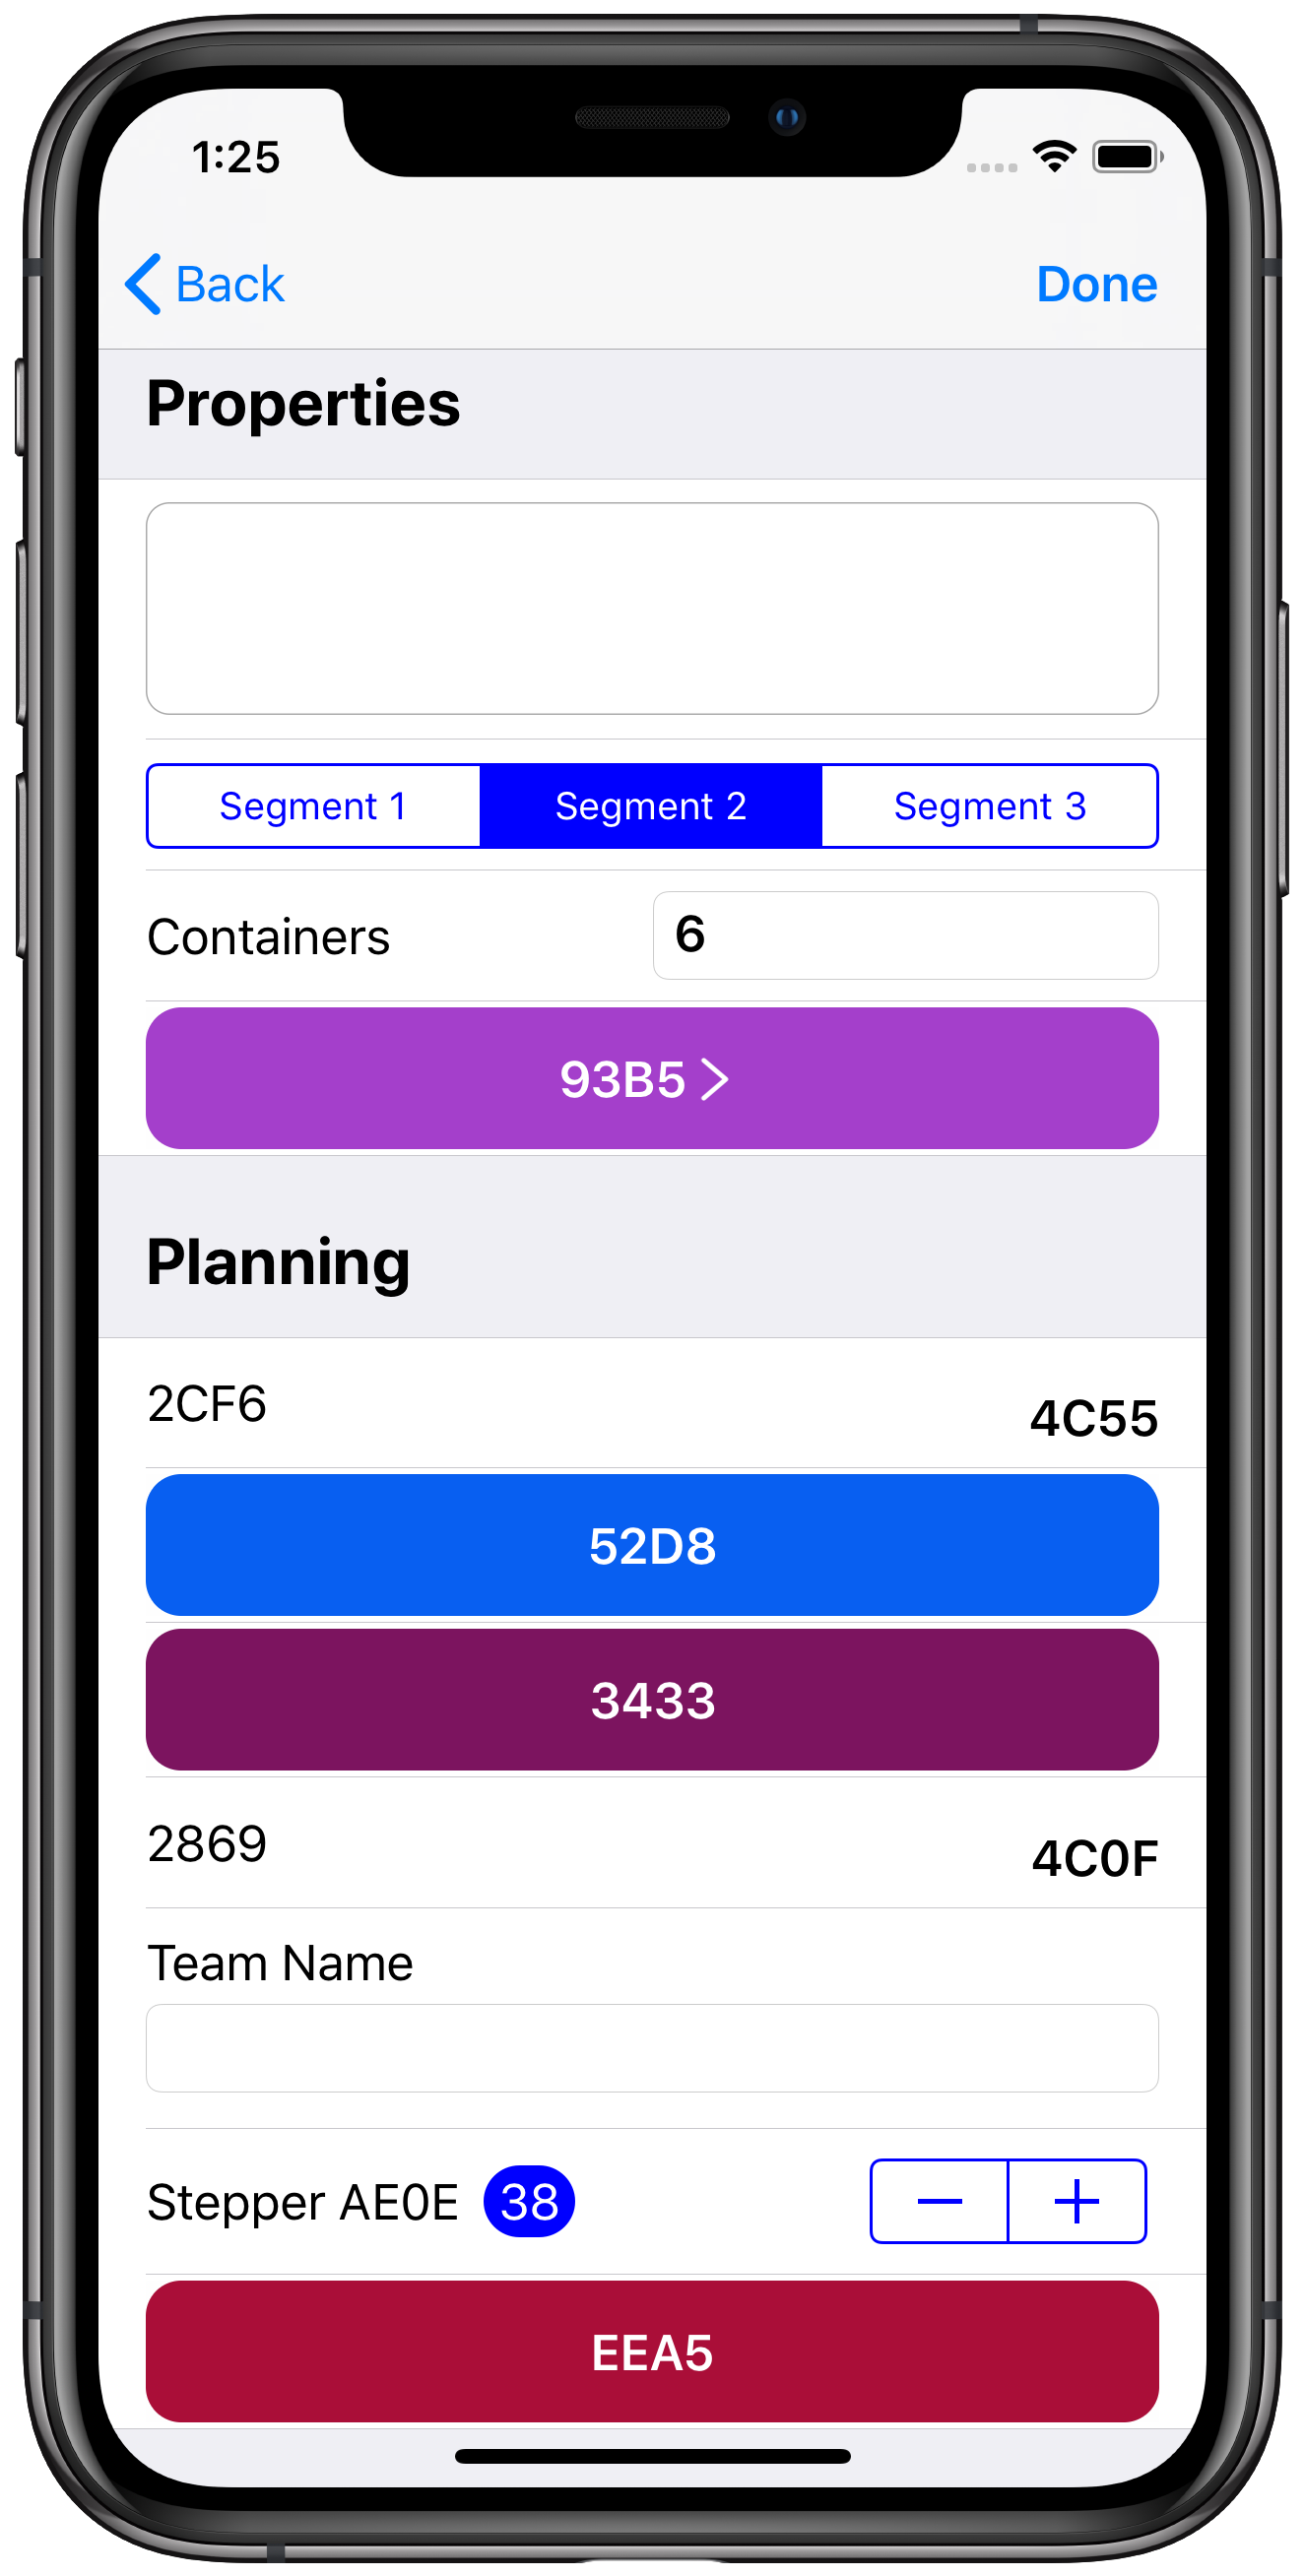 1:25
Back Done
Properties
Segment 1 Segment 2 Segment 3
Containers 6
93B5
Planning
2CF6 4C55
52D8
3433
2869 4C0F
Team Name
Stepper AE0E 38
EEA5